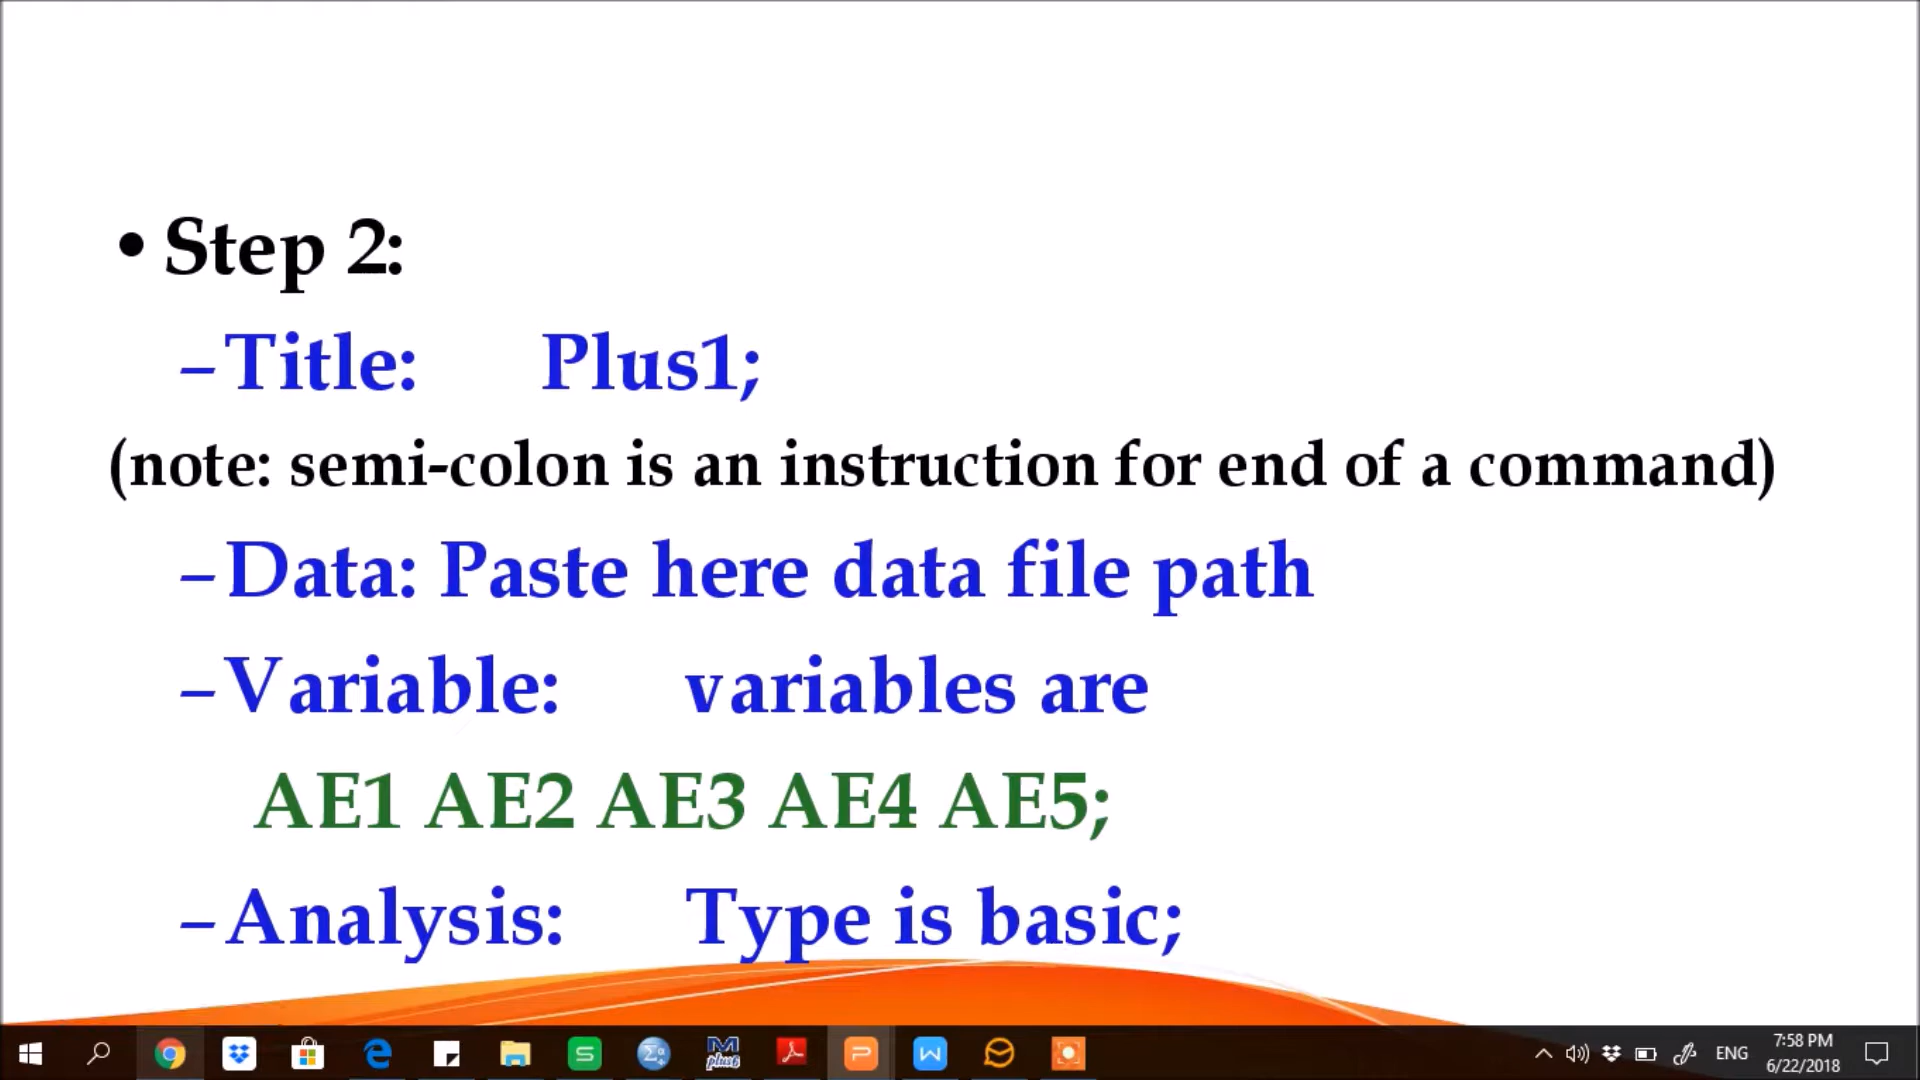 • Step 2:
–Title: Plus1;
(note: semi-colon is an instruction for end of a command)
–Data: Paste here data file path
–Variable: variables are
AE1 AE2 AE3 AE4 AE5;
–Analysis: Type is basic;
M
plus6
ENG
7:58 PM
6/22/2018